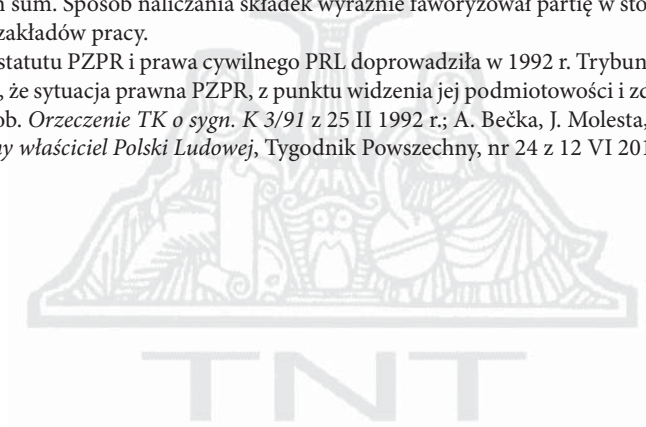 n sum. Sposób naliczania składek wyraźnie faworyzował partię w sto
zakładów pracy.
statutu PZPR i prawa cywilnego PRL doprowadziła w 1992 r. Trybun
, że sytuacja prawna PZPR, z punktu widzenia jej podmiotowości i zd
ob. Orzeczenie TK o sygn. K 3/91 z 25 II 1992 r.; A. Bečka, J. Molesta,
ny właściciel Polski Ludowej, Tygodnik Powszechny, nr 24 z 12 VI 201
TNT